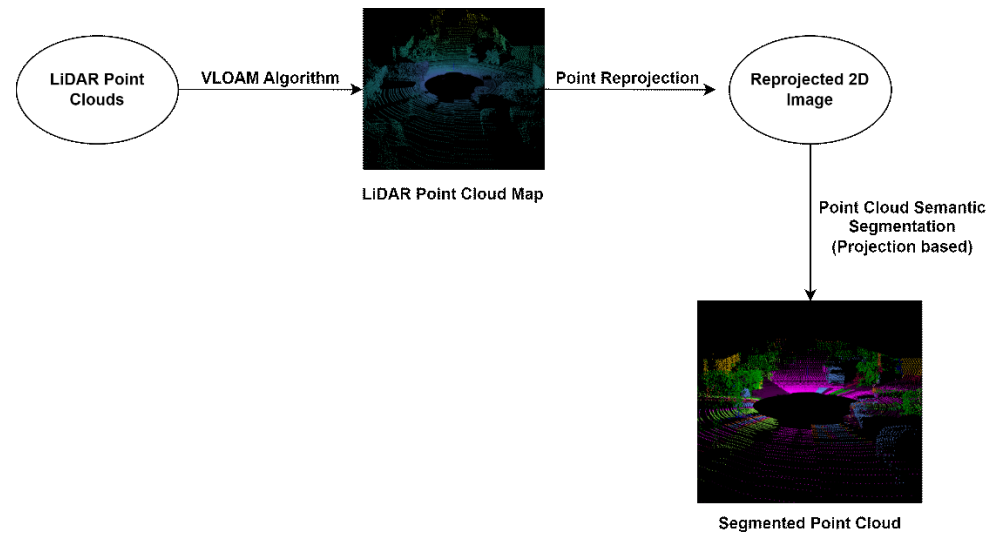 LiDAR Point
Clouds
VLOAM Algorithm
LiDAR Point Cloud Map
Point Reprojection
Reprojected 2D
Image
Point Cloud Semantic
Segmentation
(Projection based)
Segmented Point Cloud